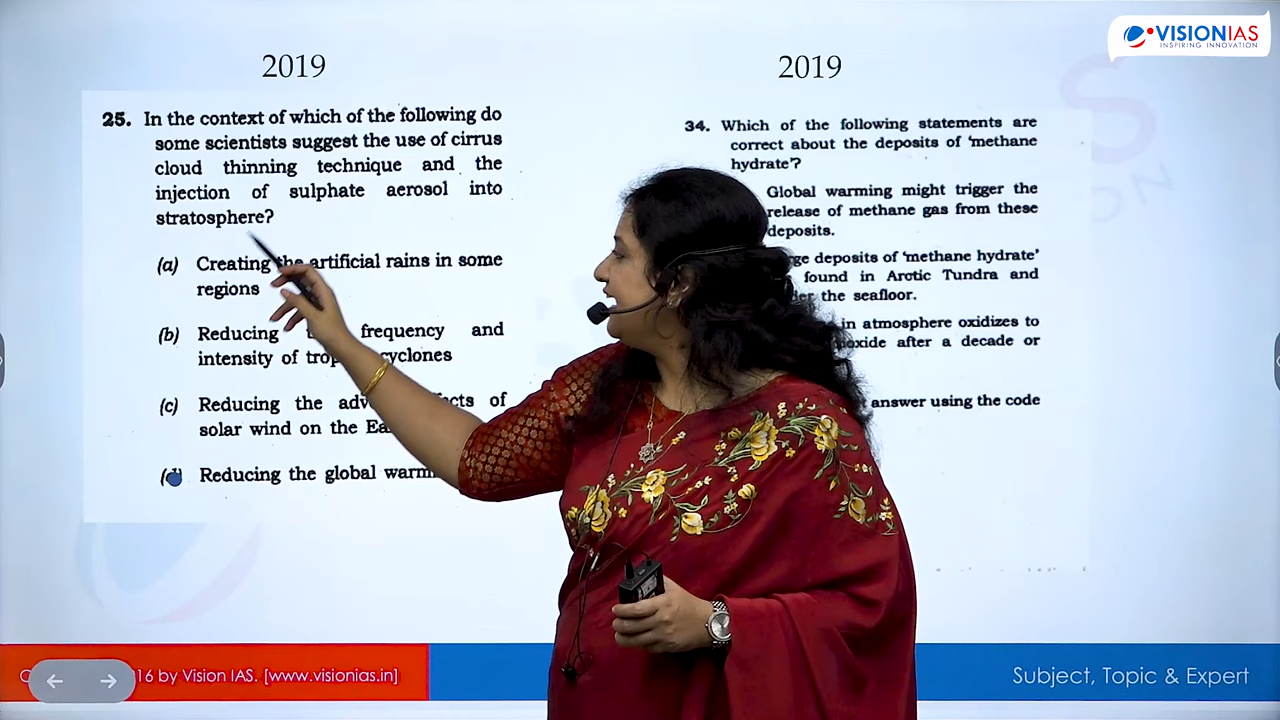 VISIONIAS
INSPIRING INNOVATION
2019
25. In the context of which of the following do
some scientists suggest the use of cirrus
cloud thinning technique and the
injection of sulphate aerosol into
stratosphere?
(a) Creating the artificial rains in some
regions
(b) Reducing frequency and
intensity of cyclones
(c) Reducing the of
solar wind on the
Reducing the global
2019
34. Which of the following statements are
correct about the deposits of 'methane
hydrate'?
Global warming might trigger the
release of methane gas from these
deposits.
deposits of 'methane hydrate'
found in Arctic Tundra and
the seafloor.
in atmosphere oxidizes to
after a decade or
answer using the code
16 by Vision IAS. [www.visionias.in]
Subject, Topic & Expert